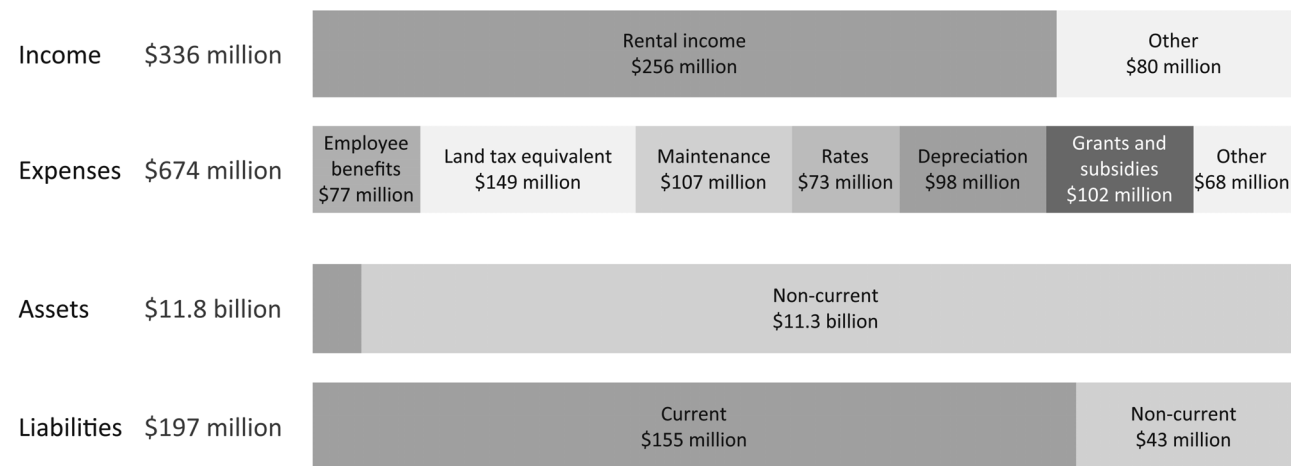 Income $336 million
Rental income
$256 million
Other
$80 million
Expenses $674 million
Employee
benefits
$77 million
Land tax equivalent
$149 million
Maintenance
$107 million
Rates
$73 million
Depreciation
$98 million
Grants and
subsidies
$102 million
Other
$68 million
Assets $11.8 billion
Non-current
$11.3 billion
Liabilities $197 million
Current
$155 million
Non-current
$43 million